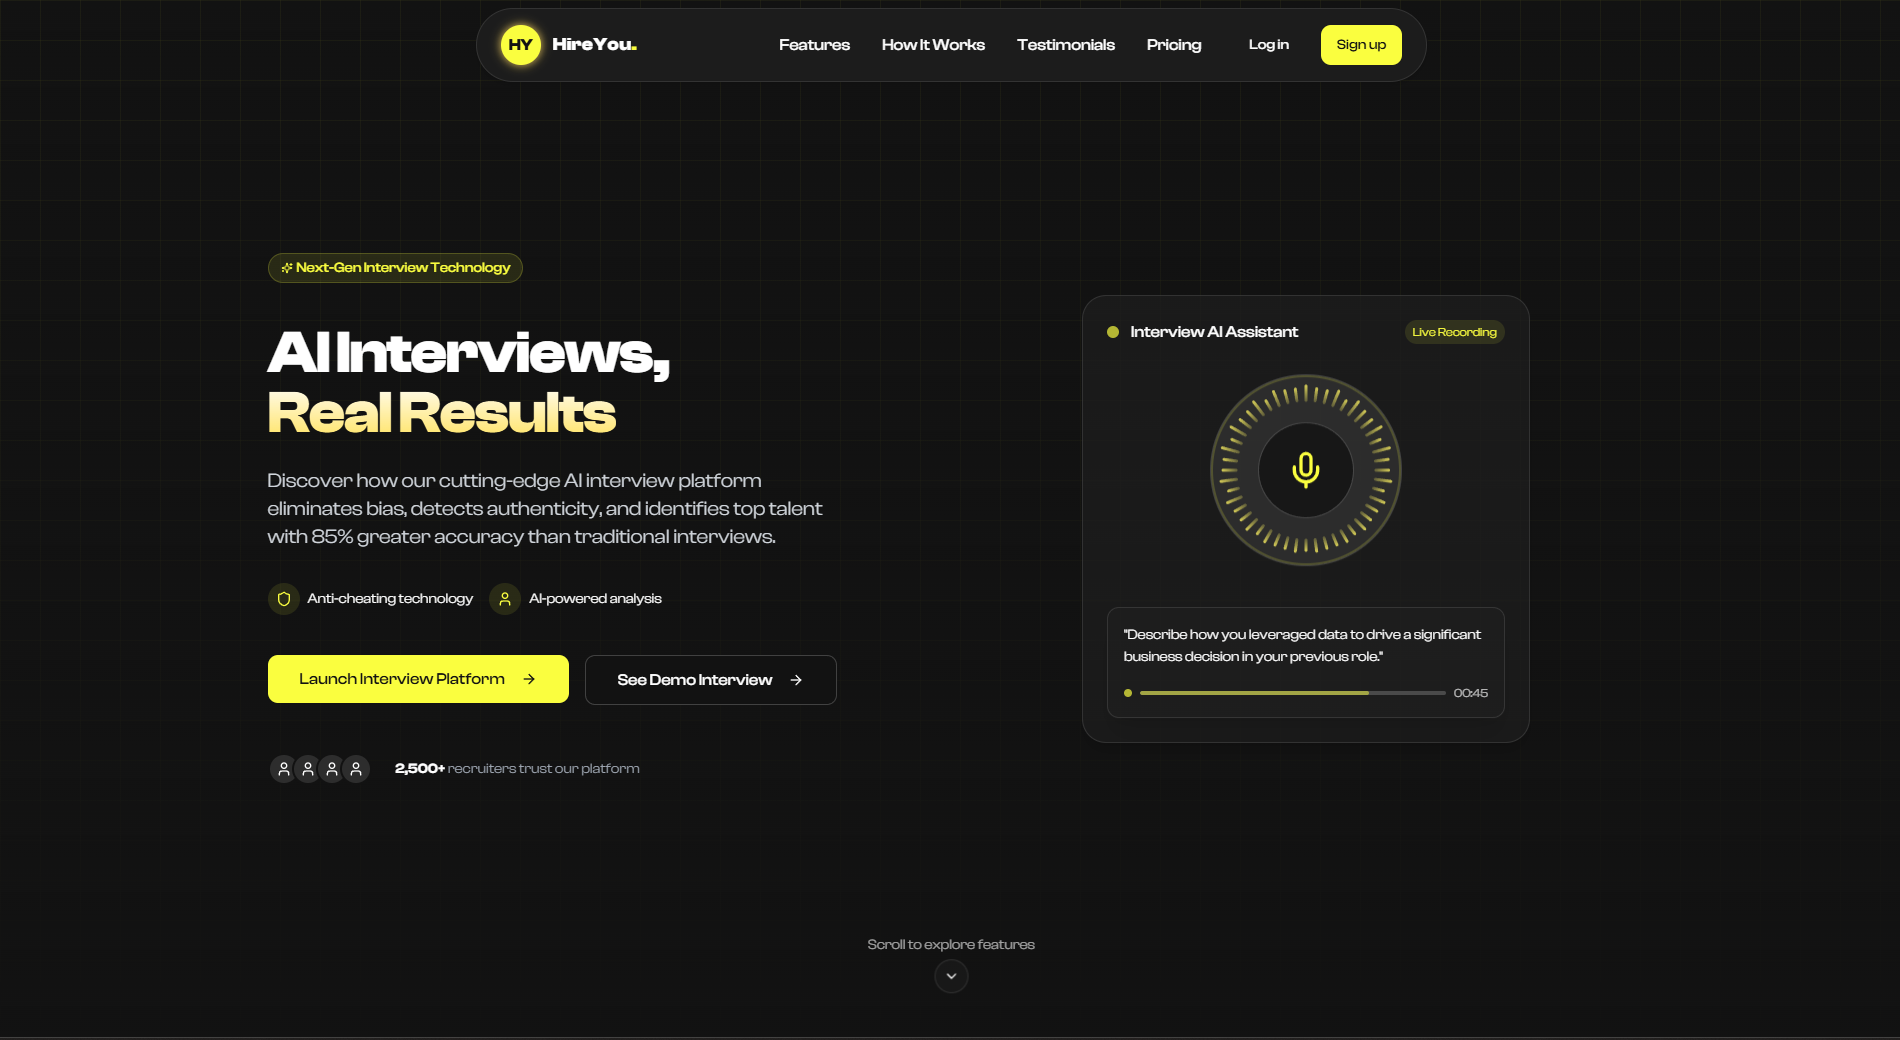 HY HireYou.
Features How It Works Testimonials Pricing Log in Sign up
Next-Gen Interview Technology
AI Interviews,
Real Results
Discover how our cutting-edge AI interview platform
eliminates bias, detects authenticity, and identifies top talent
with 85% greater accuracy than traditional interviews.
Anti-cheating technology AI-powered analysis
Launch Interview Platform See Demo Interview
2,500+ recruiters trust our platform
Interview AI Assistant Live Recording
"Describe how you leveraged data to drive a significant
business decision in your previous role."
00:45
Scroll to explore features